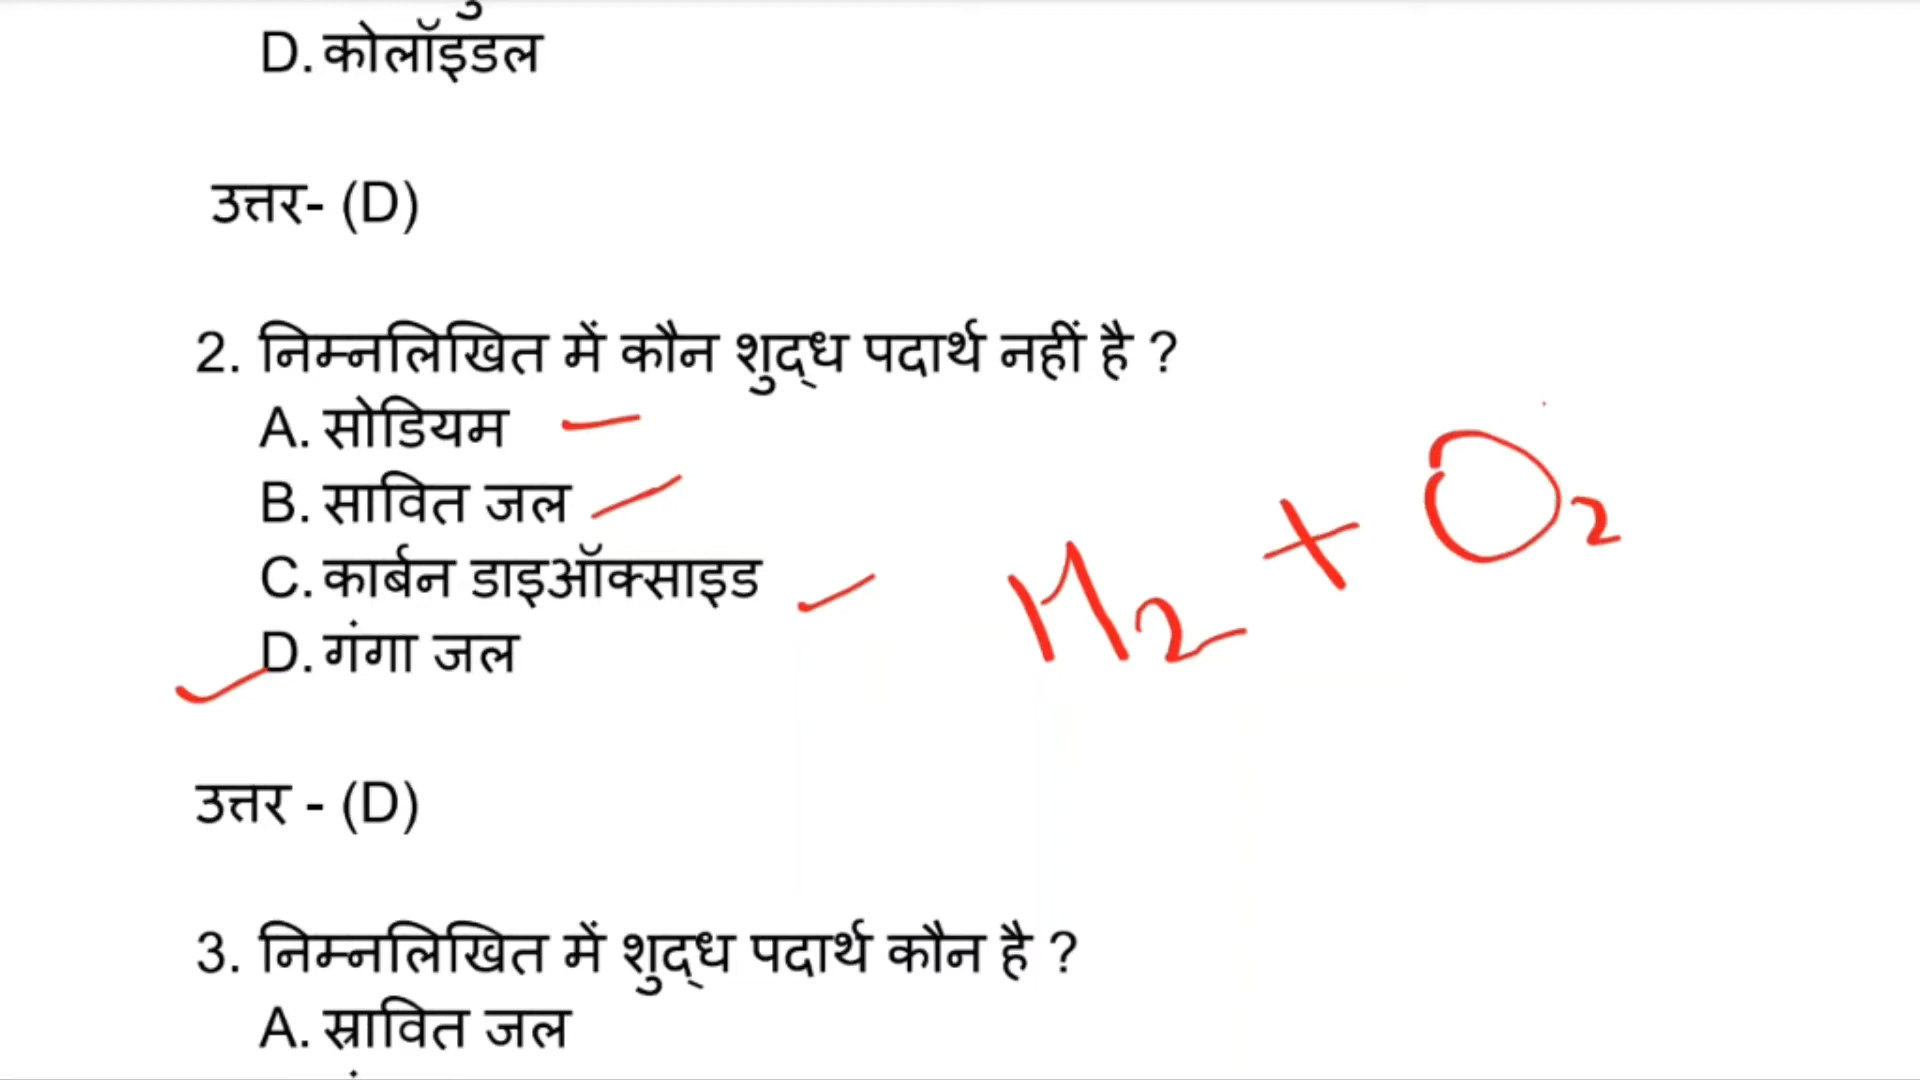 D. कोलॉइडल
उत्तर- (D)
2. निम्नलिखित में कौन शुद्ध पदार्थ नहीं है ?
A. सोडियम
B. सावित जल
C. कार्बन डाइऑक्साइड
D. गंगा जल
H2 + O2
उत्तर - (D)
3. निम्नलिखित में शुद्ध पदार्थ कौन है ?
A. स्रावित जल